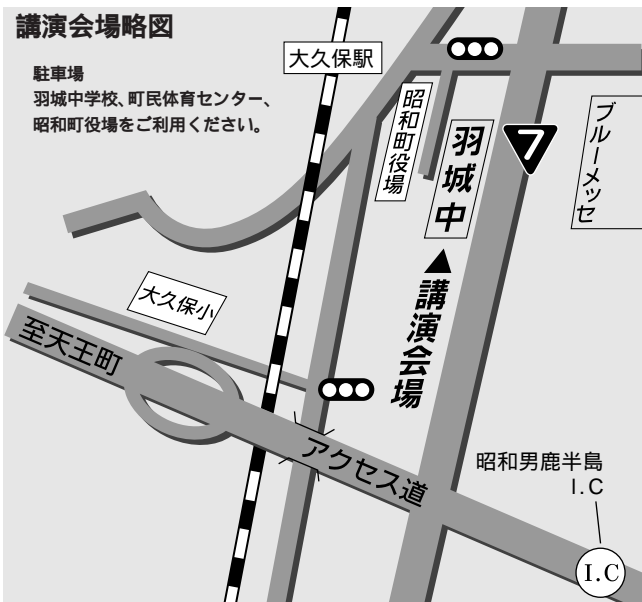 講演会場略図
駐車場
羽城中学校、町民体育センター、
昭和町役場をご利用ください。
大久保駅
昭和町役場
羽城中
7
ブルーメッセ
▲講演会場
大久保小
至天王町
アクセス道
昭和男鹿半島
I.C
I.C